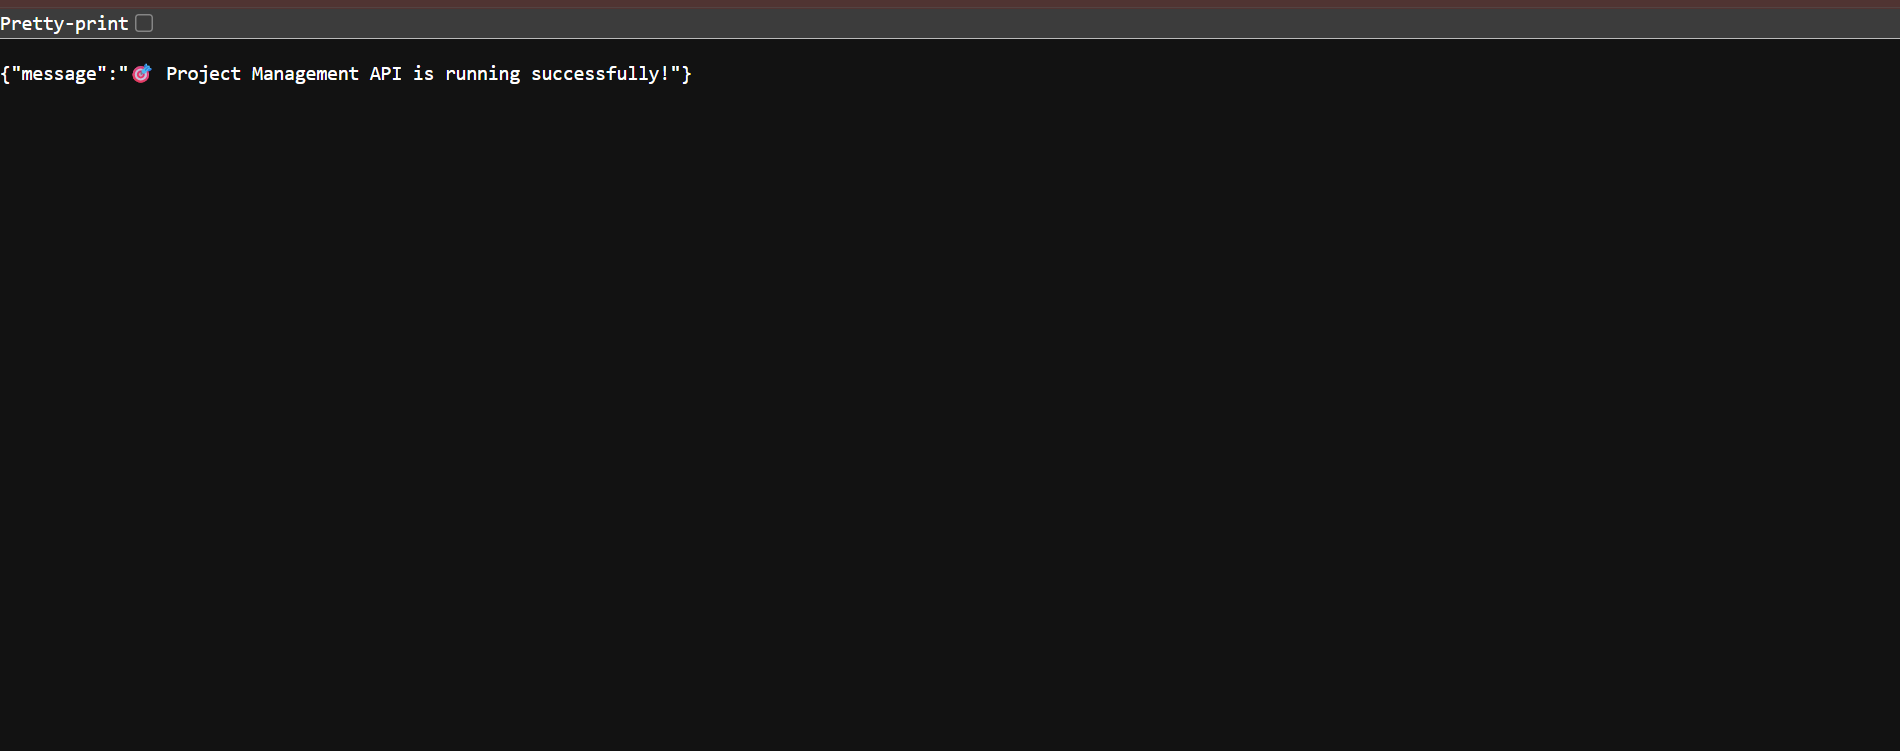 Pretty-print
{"message":"🎯 Project Management API is running successfully!"}